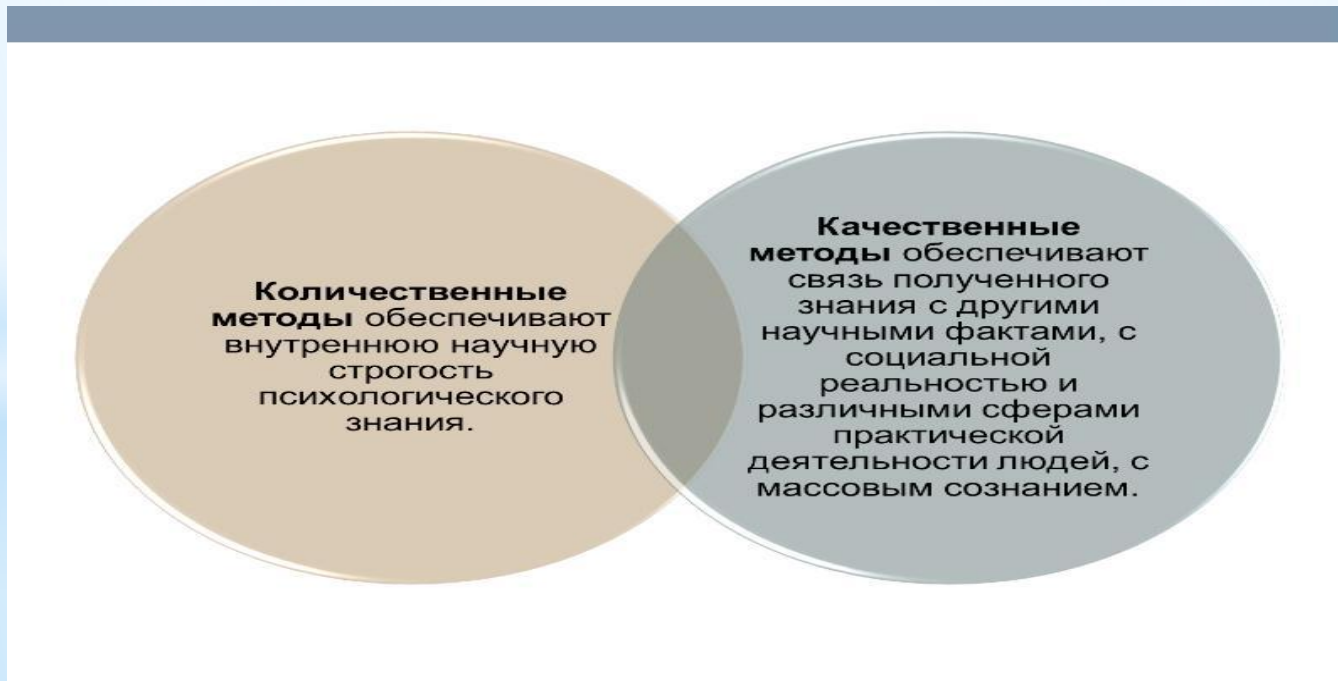 Количественные
методы обеспечивают
внутреннюю научную
строгость
психологического
знания.
Качественные
методы обеспечивают
связь полученного
знания с другими
научными фактами, с
социальной
реальностью и
различными сферами
практической
деятельности людей, с
массовым сознанием.